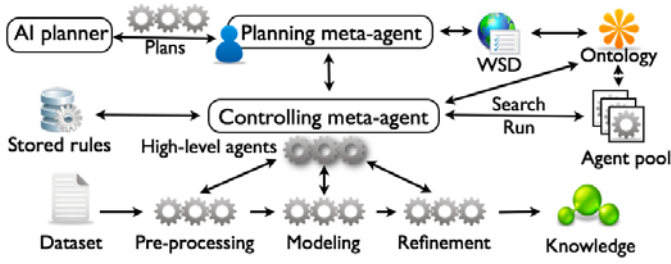 AI planner
Plans
Planning meta-agent
WSD
Ontology
Stored rules
Controlling meta-agent
Search
Run
Agent pool
High-level agents
Dataset
Pre-processing
Modeling
Refinement
Knowledge